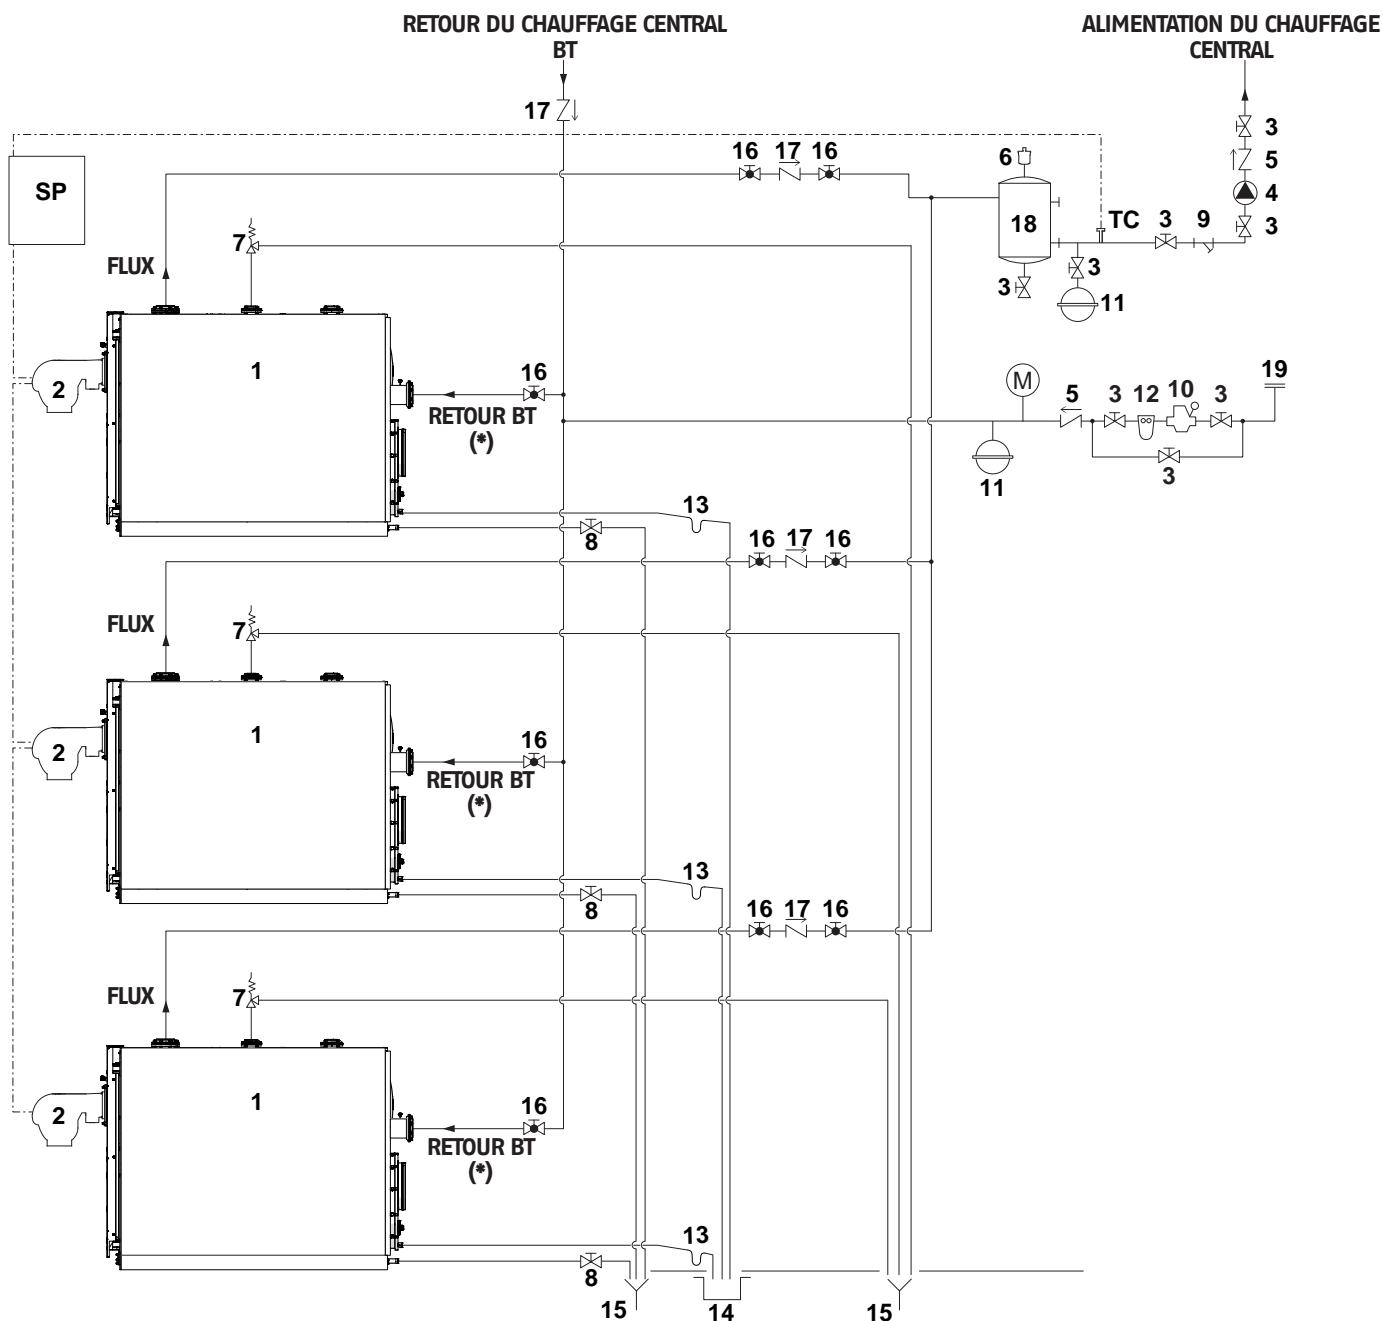 RETOUR DU CHAUFFAGE CENTRAL
BT
ALIMENTATION DU CHAUFFAGE
CENTRAL
17
3
16 17 16
6
5
SP
4
7
18
TC 3 9
3
FLUX
3
3
11
1
2
16
M
5 3 12 10 3
19
RETOUR BT
(*)
3
11
13
8
16 17 16
FLUX
7
1
2
16
RETOUR BT
(*)
13
8
16 17 16
FLUX
7
1
2
16
RETOUR BT
(*)
13
8
15
14
15